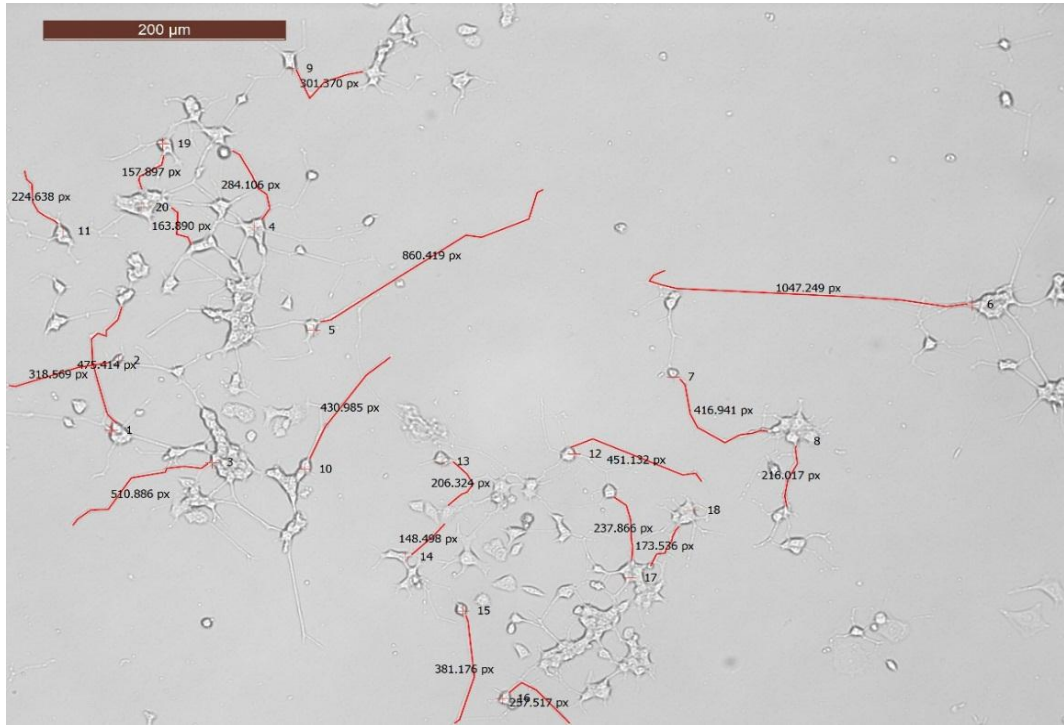 200 µm
9
301.370 px
19
157.897 px
284.106 px
224.638 px
20
11
163.890 px
4
860.419 px
1047.249 px
6
5
2
475.414 px
318.569 px
7
430.985 px
416.941 px
1
8
12
13
3
10
451.132 px
206.324 px
216.017 px
510.886 px
18
237.866 px
148.498 px
173.536 px
14
17
15
381.176 px
16
257.517 px